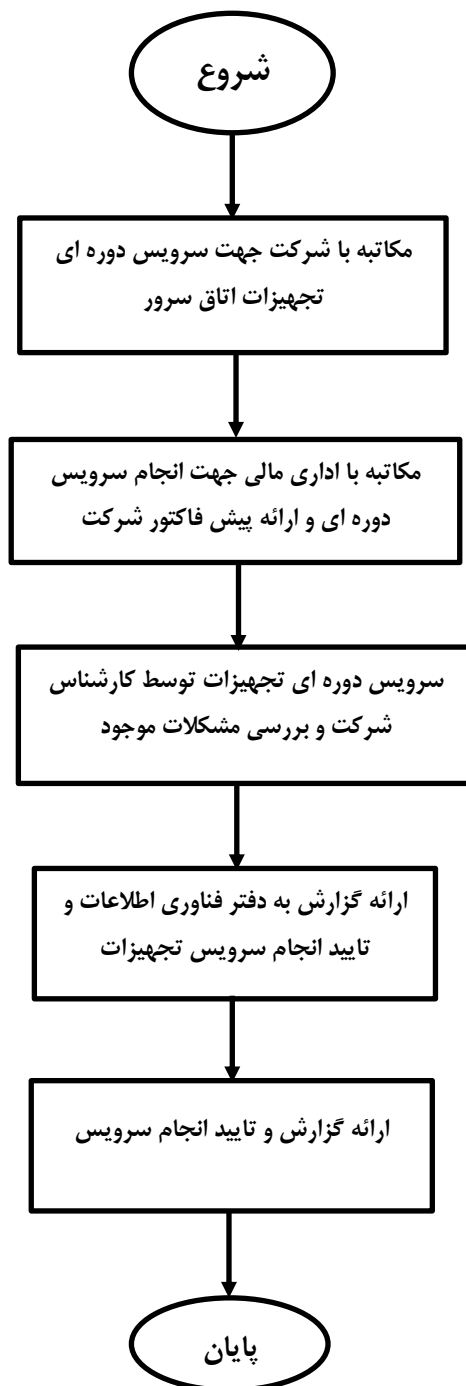 شروع
مکاتبه با شرکت جهت سرویس دوره ای
تجهیزات اتاق سرور
مکاتبه با اداری مالی جهت انجام سرویس
دوره ای و ارائه پیش فاکتور شرکت
سرویس دوره ای تجهیزات توسط کارشناس
شرکت و بررسی مشکلات موجود
ارائه گزارش به دفتر فناوری اطلاعات و
تایید انجام سرویس تجهیزات
ارائه گزارش و تایید انجام سرویس
پایان